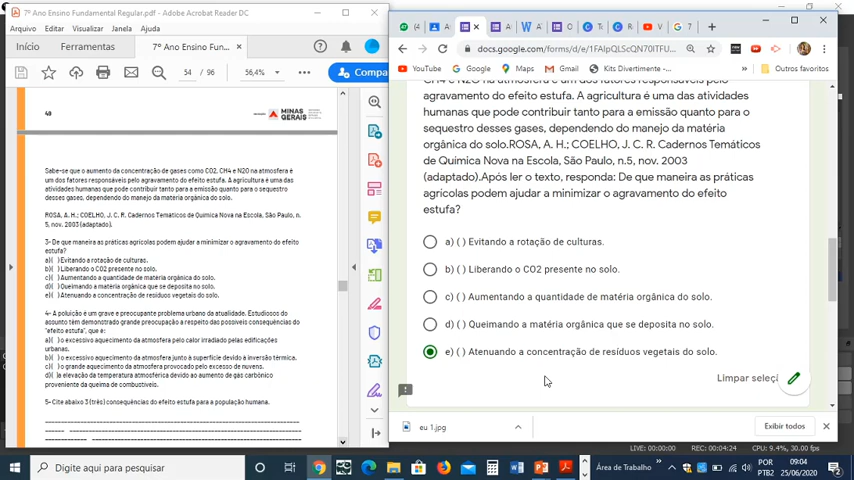 7º Ano Ensino Fundamental Regular.pdf - Adobe Acrobat Reader DC
Arquivo Editar Visualizar Assinar Janela Ajuda
Início Ferramentas 7º Ano Ensino Fun...
54 / 96 56,4% Compa
48
MINAS GERAIS
Sabe-se que o aumento da concentração de gases como CO2, CH4 e N2O na atmosfera é
um dos fatores responsáveis pelo agravamento do efeito estufa. A agricultura é uma das
atividades humanas que pode contribuir tanto para a emissão quanto para o sequestro
desses gases, dependendo do manejo da matéria orgânica do solo.
ROSA, A. H.; COELHO, J. C. R. Cadernos Temáticos de Química Nova na Escola, São Paulo, n.
5, nov. 2003 (adaptado).
3- De que maneira as práticas agrícolas podem ajudar a minimizar o agravamento do efeito
estufa?
a)( ) Evitando a rotação de culturas.
b)( ) Liberando o CO2 presente no solo.
c)( ) Aumentando a quantidade de matéria orgânica do solo.
d)( ) Queimando a matéria orgânica que se deposita no solo.
e)( ) Atenuando a concentração de resíduos vegetais do solo.
4- A poluição é um grave e preocupante problema urbano da atualidade. Estudiosos do
assunto têm demonstrado grande preocupação a respeito das possíveis consequências do
"efeito estufa", que é:
a)( ) o excessivo aquecimento pelo calor irradiado pelas edificações
urbanas.
b)( ) o excessivo aquecimento da atmosfera junto à superfície devido à inversão térmica.
c)( ) o grande aquecimento da atmosfera provocado pelo excesso de nuvens.
d)( )a elevação da temperatura atmosférica devido ao aumento de gás carbônico
proveniente da queima de combustíveis.
5- Cite abaixo 3 (três) consequências do efeito estufa para a população humana.
docs.google.com/forms/d/e/1FAIpQLScQN70ITFU...
YouTube Google Maps Gmail Kits Divertimente -... Outros favoritos
CH4 e N2O na atmosfera é um dos fatores responsáveis pelo
agravamento do efeito estufa. A agricultura é uma das atividades
humanas que pode contribuir tanto para a emissão quanto para o
sequestro desses gases, dependendo do manejo da matéria
orgânica do solo.ROSA, A. H.; COELHO, J. C. R. Cadernos Temáticos
de Química Nova na Escola, São Paulo, n.5, nov. 2003
(adaptado).Após ler o texto, responda: De que maneira as práticas
agrícolas podem ajudar a minimizar o agravamento do efeito
estufa?
a) ( ) Evitando a rotação de culturas.
b) ( ) Liberando o CO2 presente no solo.
c) ( ) Aumentando a quantidade de matéria orgânica do solo.
d) ( ) Queimando a matéria orgânica que se deposita no solo.
e) ( ) Atenuando a concentração de resíduos vegetais do solo.
Limpar seleçã
eu 1.jpg
Exibir todos
LIVE: 00:00:00 REC: 00:04:24 CPU: 9.4%, 30.00 fps
Digite aqui para pesquisar
Área de Trabalho
POR
PTB2
09:04
25/06/2020